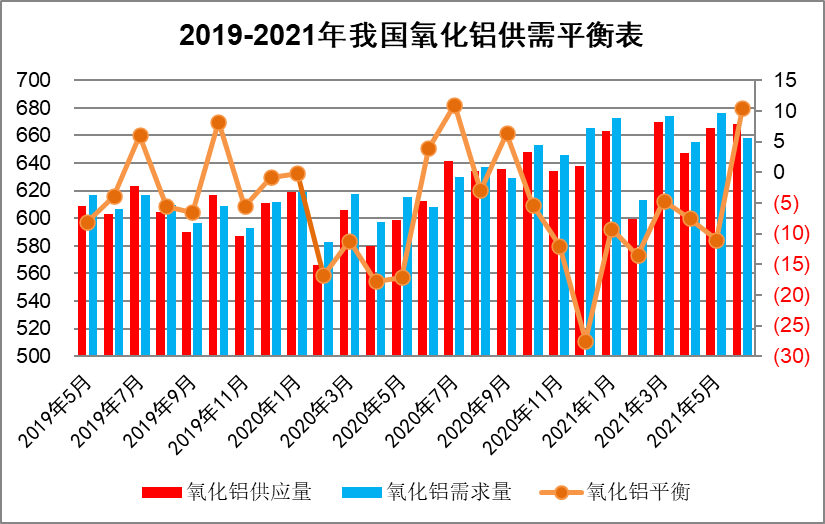 2019-2021年我国氧化铝供需平衡表
700
680
660
640
620
600
580
560
540
520
500
15
10
5
0
(5)
(10)
(15)
(20)
(25)
(30)
2019年5月
2019年7月
2019年9月
2019年11月
2020年1月
2020年3月
2020年5月
2020年7月
2020年9月
2020年11月
2021年1月
2021年3月
2021年5月
氧化铝供应量 氧化铝需求量 氧化铝平衡